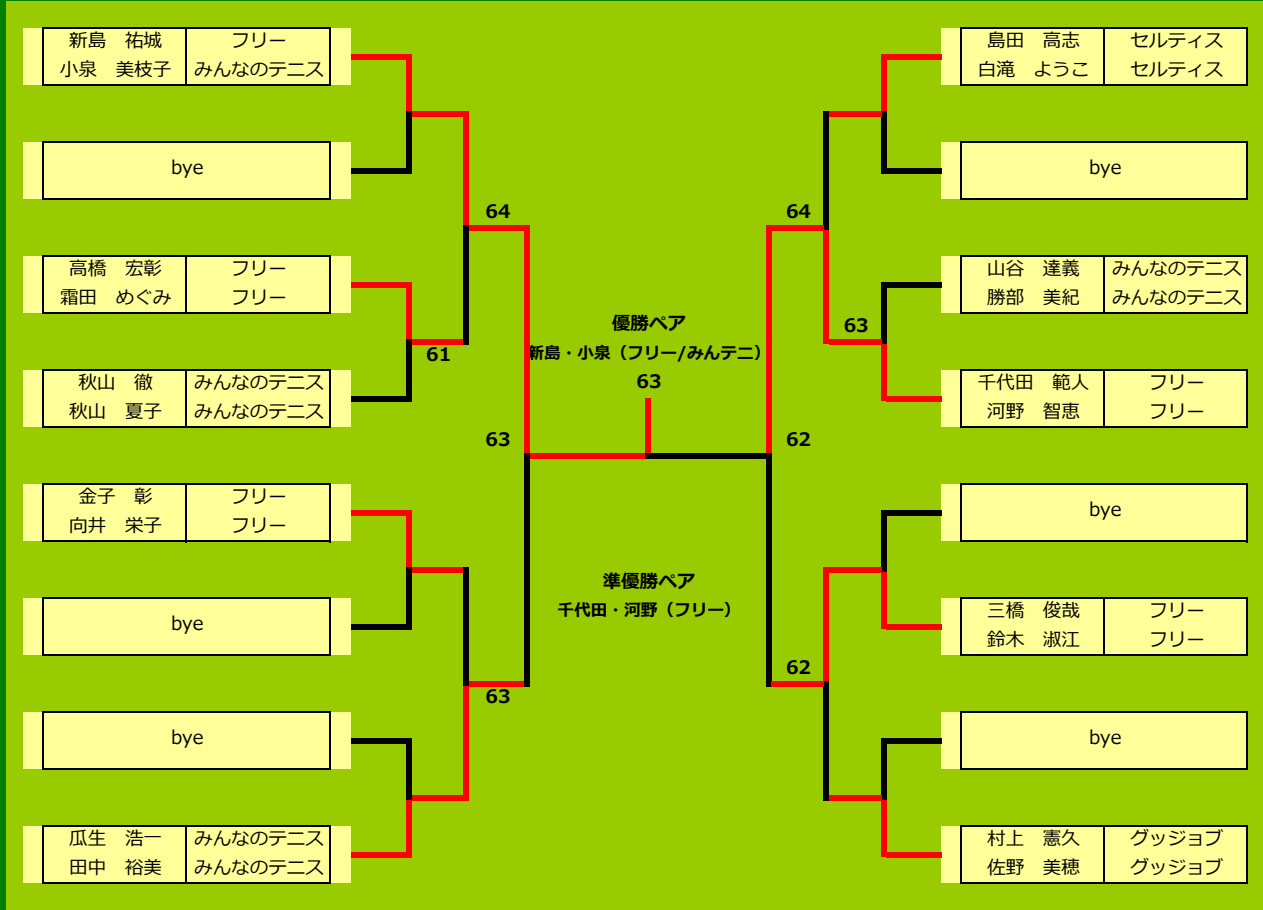 新島　祐城　フリー
小泉　美枝子　みんなのテニス
bye
高橋　宏彰　フリー
霜田　めぐみ　フリー
秋山　徹　みんなのテニス
秋山　夏子　みんなのテニス
金子　彰　フリー
向井　栄子　フリー
bye
bye
瓜生　浩一　みんなのテニス
田中　裕美　みんなのテニス
64
61
63
63
優勝ペア
新島・小泉（フリー/みんテニ）
63
準優勝ペア
千代田・河野（フリー）
64
63
62
62
島田　高志　セルティス
白滝　ようこ　セルティス
bye
山谷　達義　みんなのテニス
勝部　美紀　みんなのテニス
千代田　範人　フリー
河野　智恵　フリー
bye
三橋　俊哉　フリー
鈴木　淑江　フリー
bye
村上　憲久　グッジョブ
佐野　美穂　グッジョブ